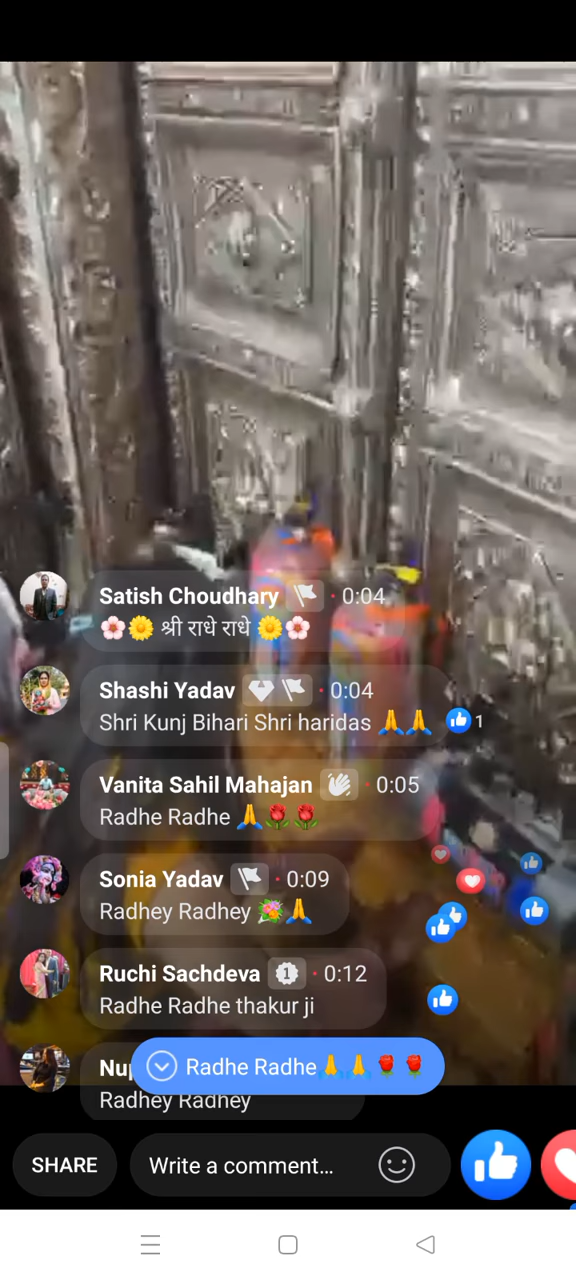 Satish Choudhary · 0:04
🌸🌼 श्री राधे राधे 🌼🌸
Shashi Yadav · 0:04
Shri Kunj Bihari Shri haridas 🙏🙏
1
Vanita Sahil Mahajan · 0:05
Radhe Radhe 🙏🌹🌹
Sonia Yadav · 0:09
Radhey Radhey 💐🙏
Ruchi Sachdeva 1 · 0:12
Radhe Radhe thakur ji
Radhe Radhe🙏🙏🌹🌹
Radhey Radhey
SHARE
Write a comment...